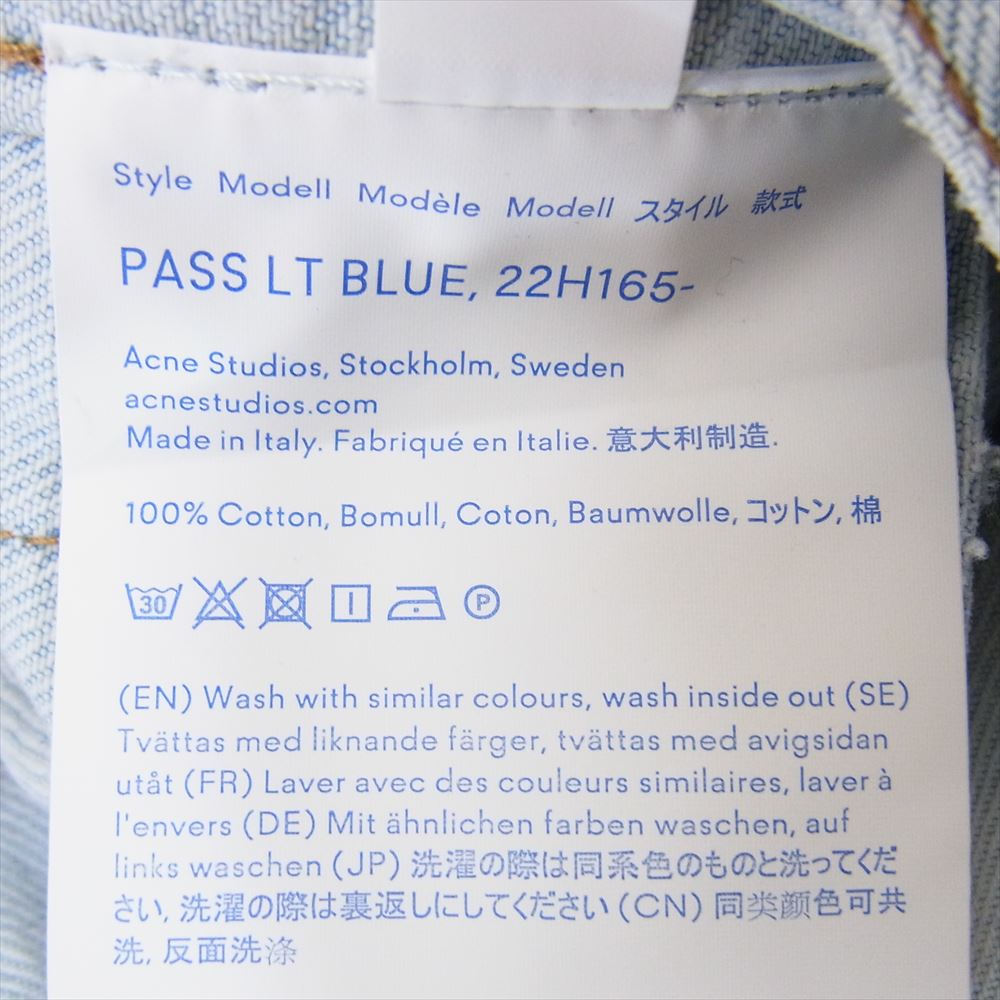 Style Modell Modèle Modell スタイル 款式
PASS LT BLUE, 22H165-
Acne Studios, Stockholm, Sweden
acnestudios.com
Made in Italy. Fabriqué en Italie. 意大利制造.
100% Cotton, Bomull, Coton, Baumwolle, コットン, 棉
30 P
(EN) Wash with similar colours, wash inside out (SE)
Tvättas med liknande färger, tvättas med avigsidan
utåt (FR) Laver avec des couleurs similaires, laver à
l'envers (DE) Mit ähnlichen farben waschen, auf
links waschen (JP) 洗濯の際は同系色のものと洗ってくだ
さい, 洗濯の際は裏返しにしてください (CN) 同类颜色可共
洗, 反面洗涤